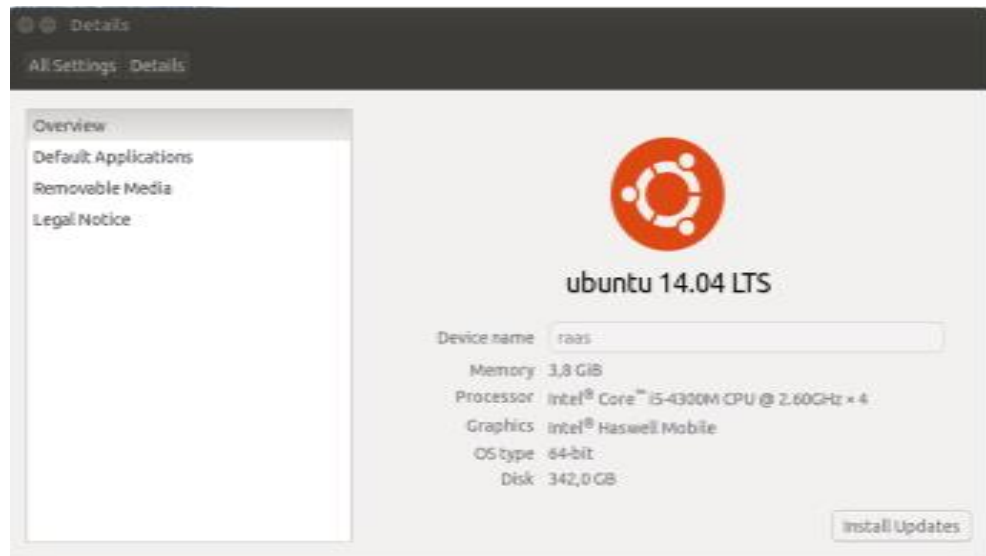 Details
All Settings Details
Overview
Default Applications
Removable Media
Legal Notice
ubuntu 14.04 LTS
Device name raas
Memory 3,8 GiB
Processor Intel® Core™ i5-4300M CPU @ 2.60GHz × 4
Graphics Intel® Haswell Mobile
OS type 64-bit
Disk 342,0 GB
Install Updates